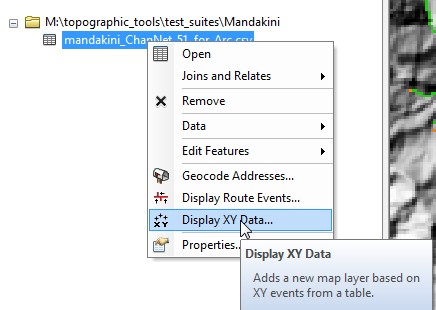 M:\topographic_tools\test_suites\Mandakini
mandakini_ChanNet_51_for_Arc.csv
Open
Joins and Relates
Remove
Data
Edit Features
Geocode Addresses...
Display Route Events...
Display XY Data...
Properties...
Display XY Data
Adds a new map layer based on
XY events from a table.